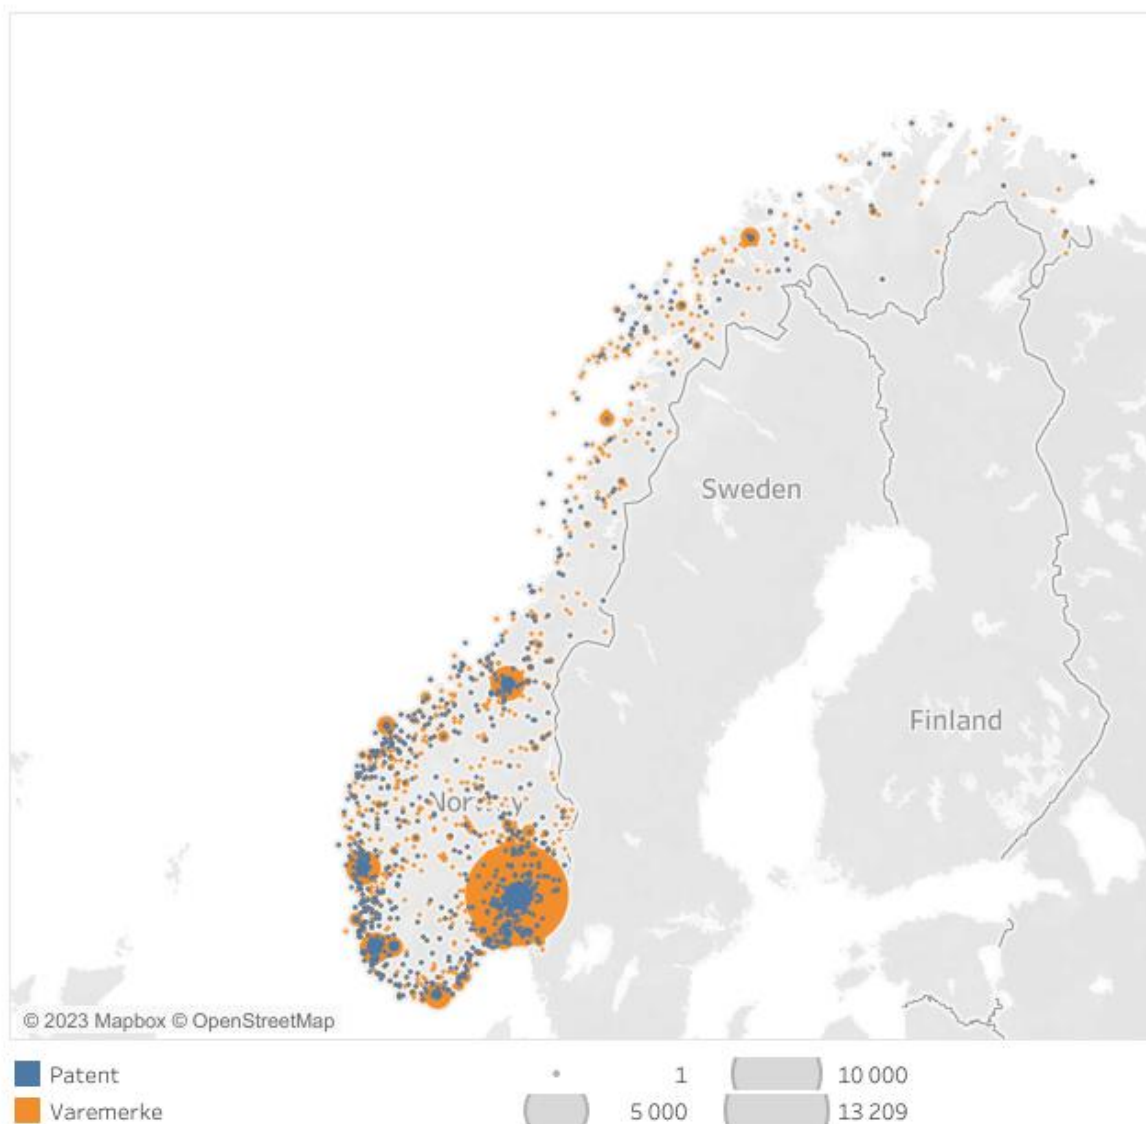 Sweden
Finland
© 2023 Mapbox © OpenStreetMap
Patent
1
10 000
Varemerke
5 000
13 209